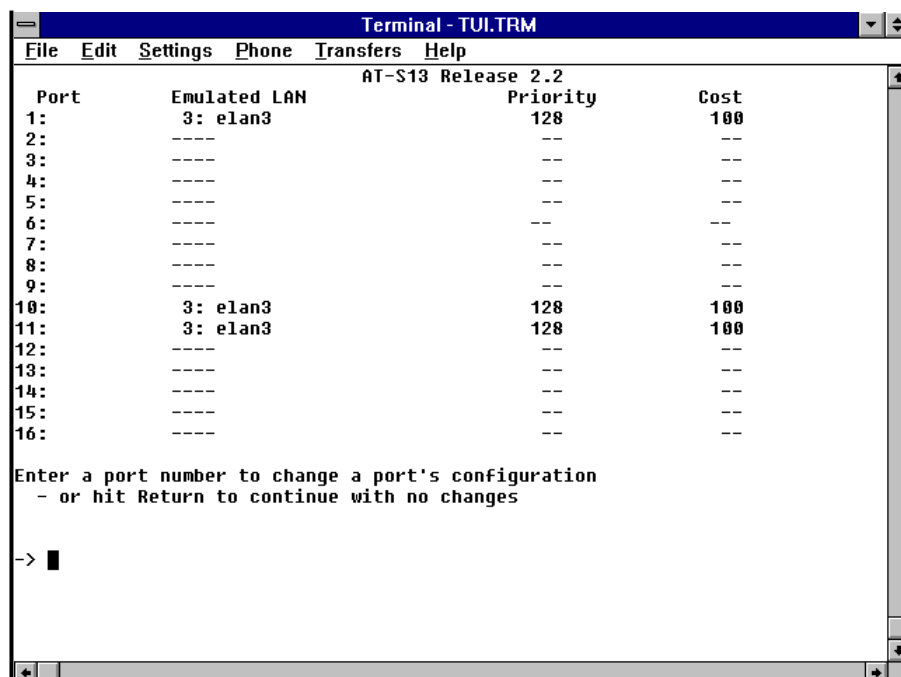 Terminal - TUI.TRM
File Edit Settings Phone Transfers Help
AT-S13 Release 2.2
Port Emulated LAN Priority Cost
1: 3: elan3 128 100
2: ---- -- --
3: ---- -- --
4: ---- -- --
5: ---- -- --
6: ---- -- --
7: ---- -- --
8: ---- -- --
9: ---- -- --
10: 3: elan3 128 100
11: 3: elan3 128 100
12: ---- -- --
13: ---- -- --
14: ---- -- --
15: ---- -- --
16: ---- -- --
Enter a port number to change a port's configuration
- or hit Return to continue with no changes
->